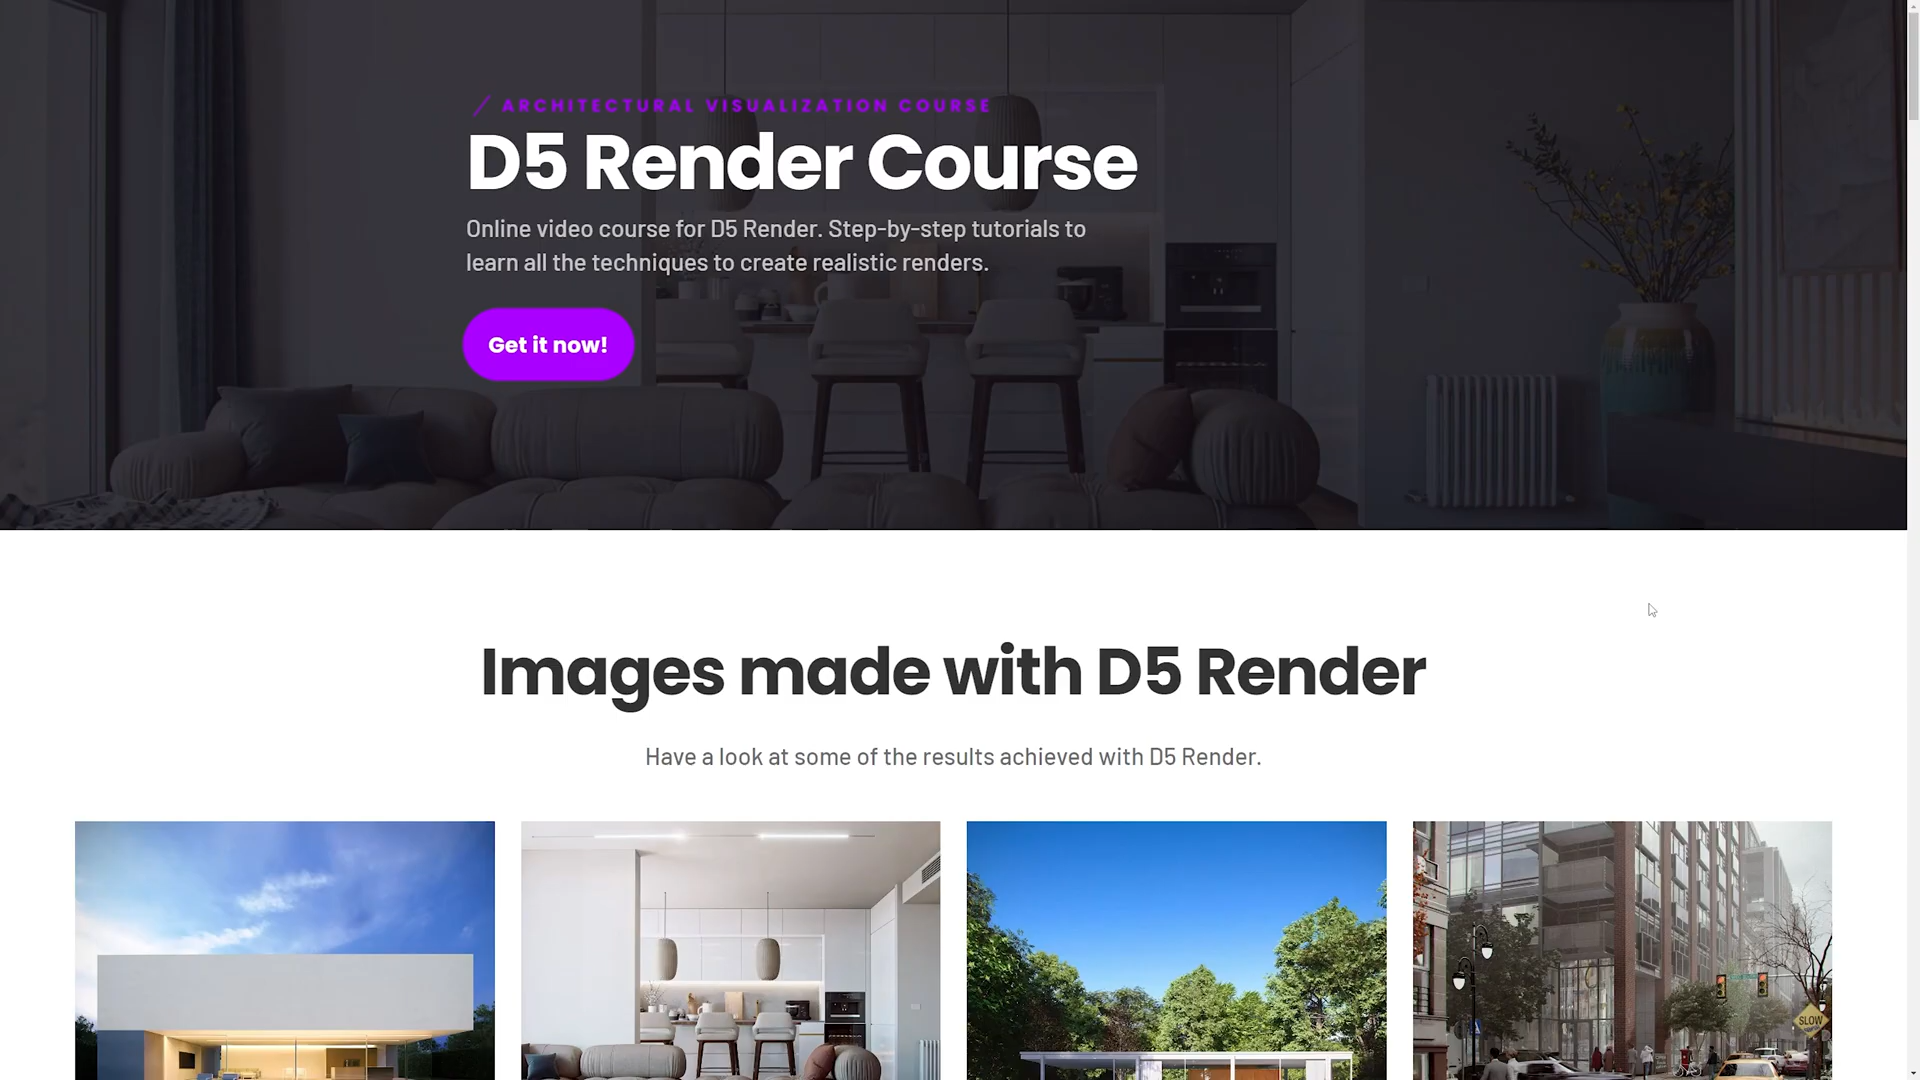 ARCHITECTURAL VISUALIZATION COURSE
D5 Render Course
Online video course for D5 Render. Step-by-step tutorials to
learn all the techniques to create realistic renders.
Get it now!
Images made with D5 Render
Have a look at some of the results achieved with D5 Render.
SLOW